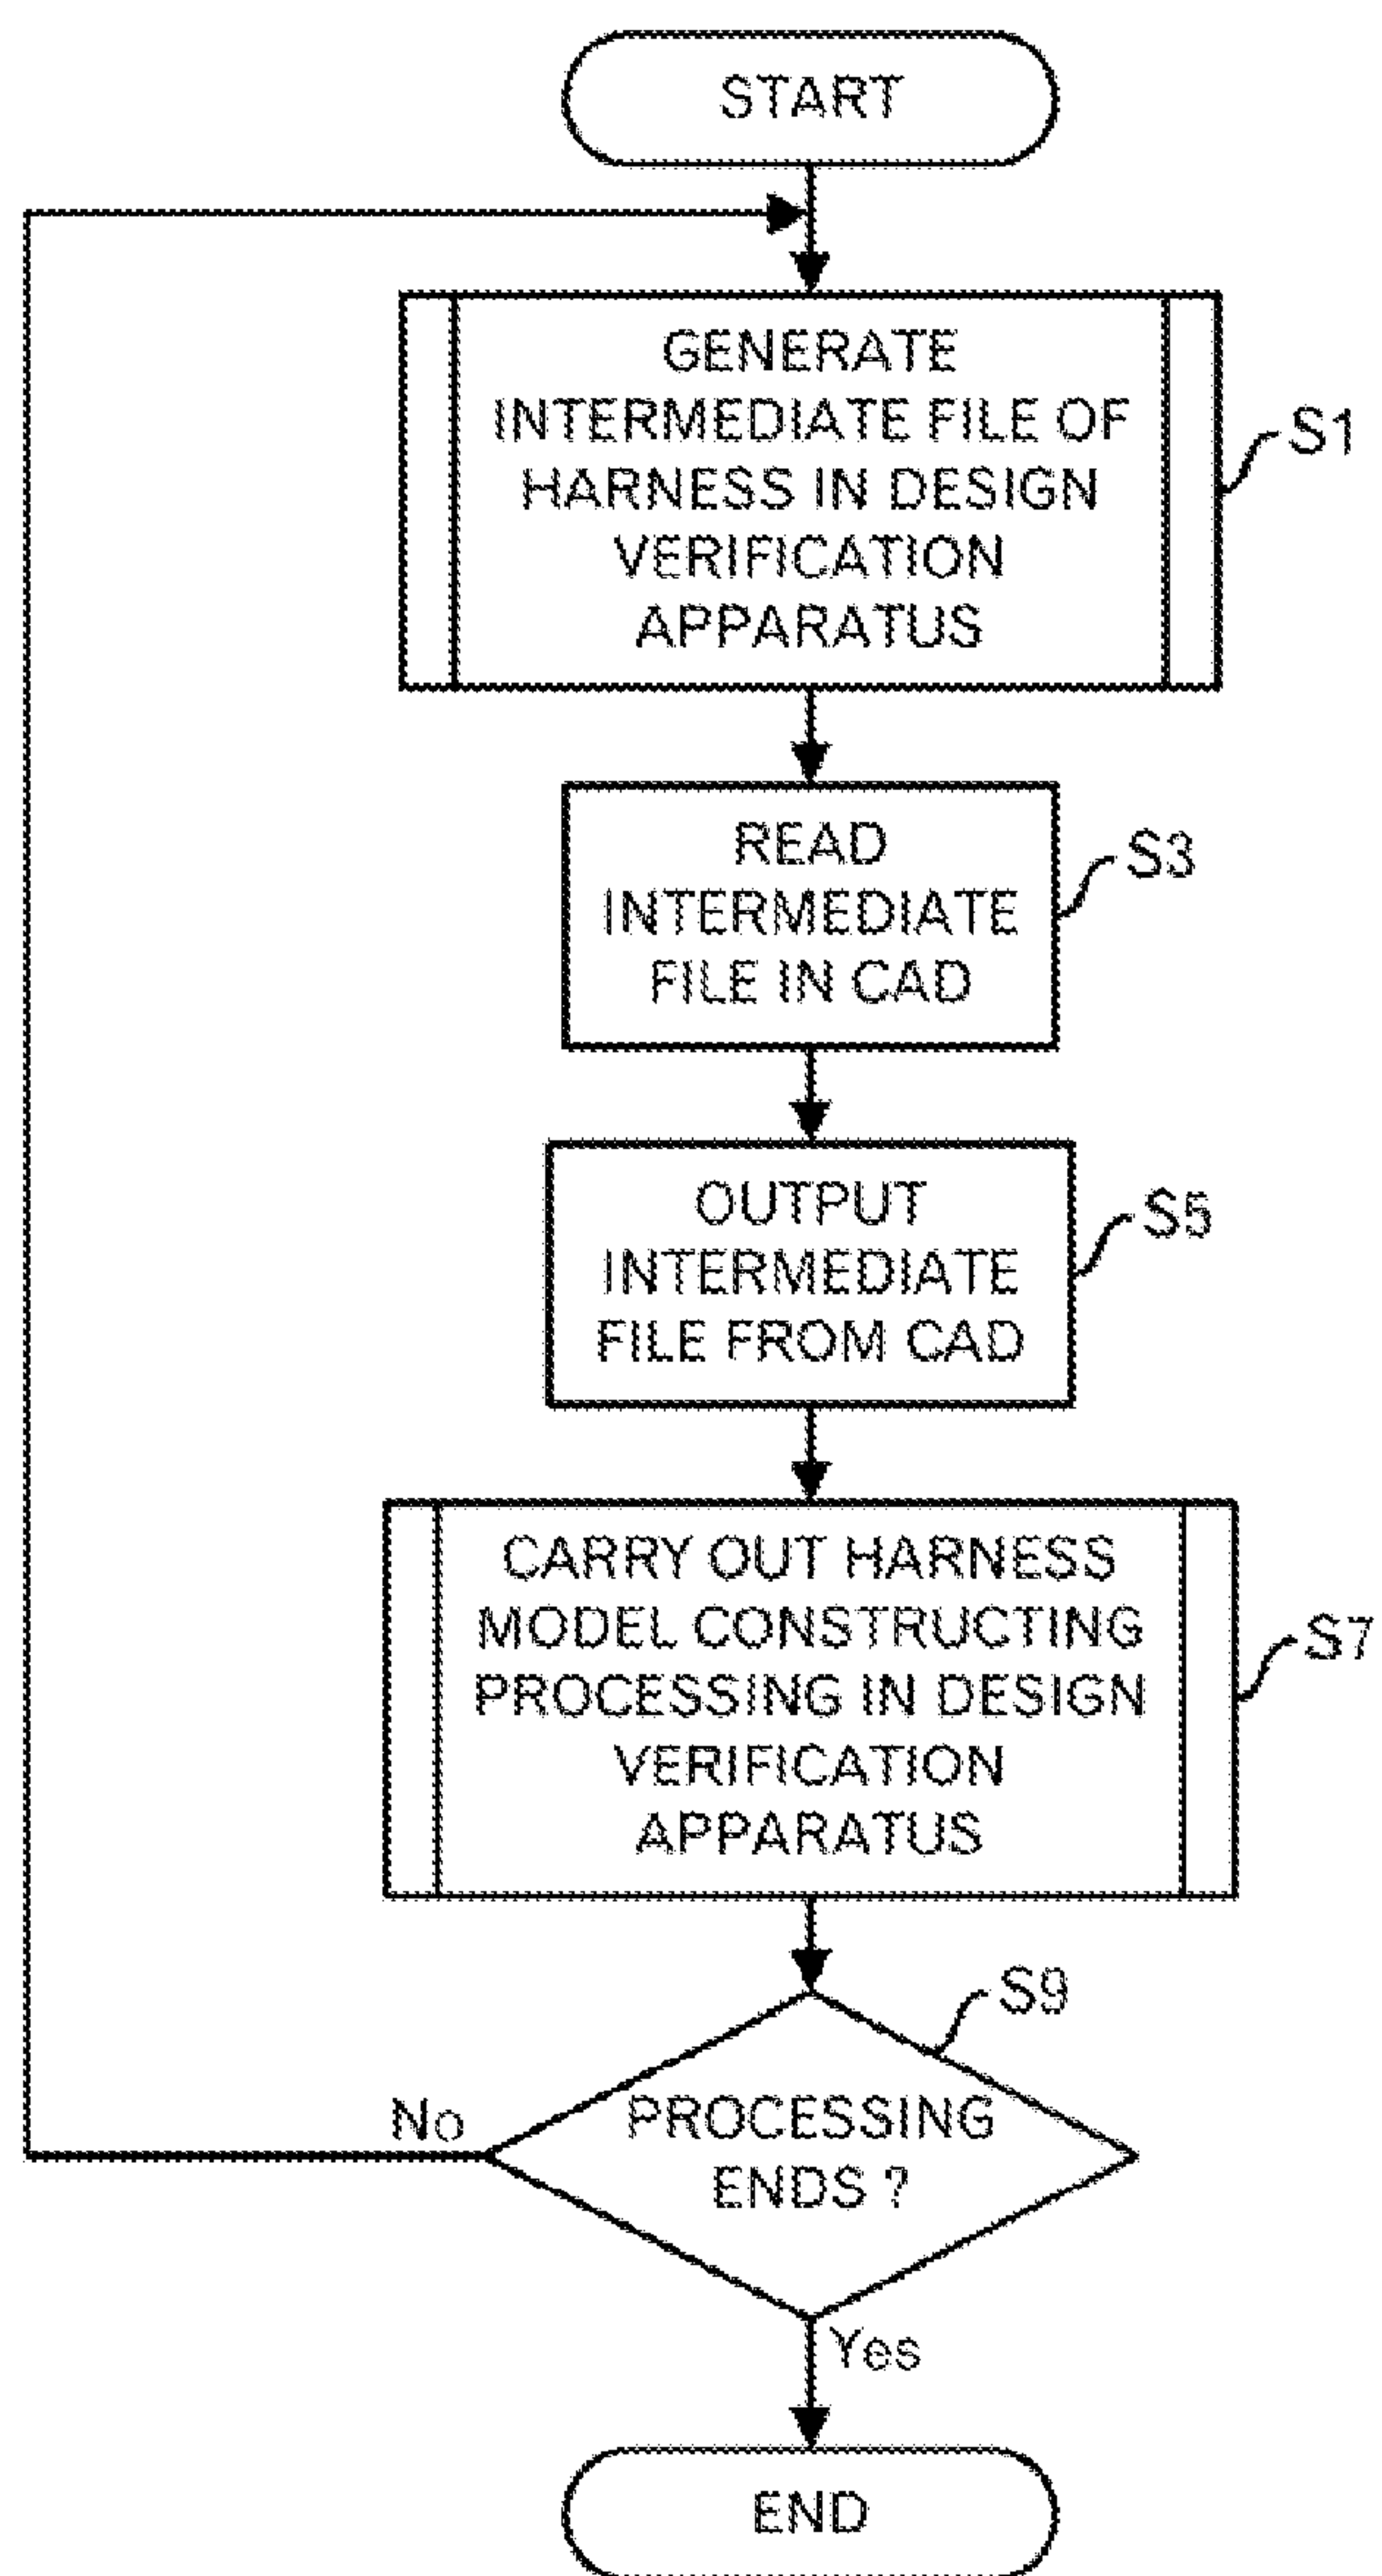 START
GENERATE
INTERMEDIATE FILE OF
HARNESS IN DESIGN
VERIFICATION
APPARATUS
S1
READ
INTERMEDIATE
FILE IN CAD
S3
OUTPUT
INTERMEDIATE
FILE FROM CAD
S5
CARRY OUT HARNESS
MODEL CONSTRUCTING
PROCESSING IN DESIGN
VERIFICATION
APPARATUS
S7
S9
PROCESSING
ENDS ?
No
Yes
END